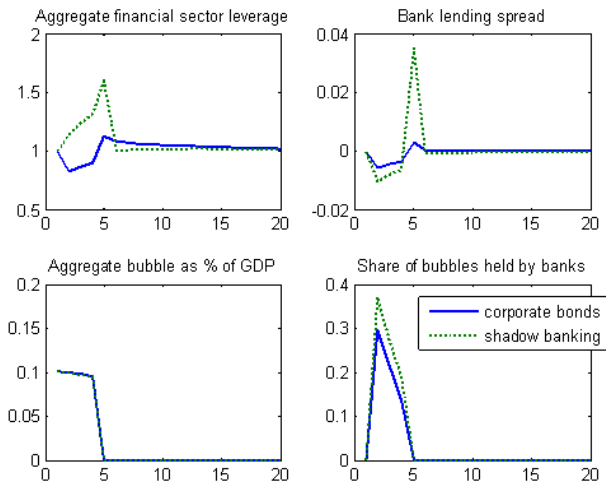 Aggregate financial sector leverage
Bank lending spread
2
1.5
1
0.5
0 5 10 15 20
0.04
0.02
0
-0.02
0 5 10 15 20
Aggregate bubble as % of GDP
Share of bubbles held by banks
0.2
0.15
0.1
0.05
0
0 5 10 15 20
0.4
0.3
0.2
0.1
0
0 5 10 15 20
corporate bonds
shadow banking